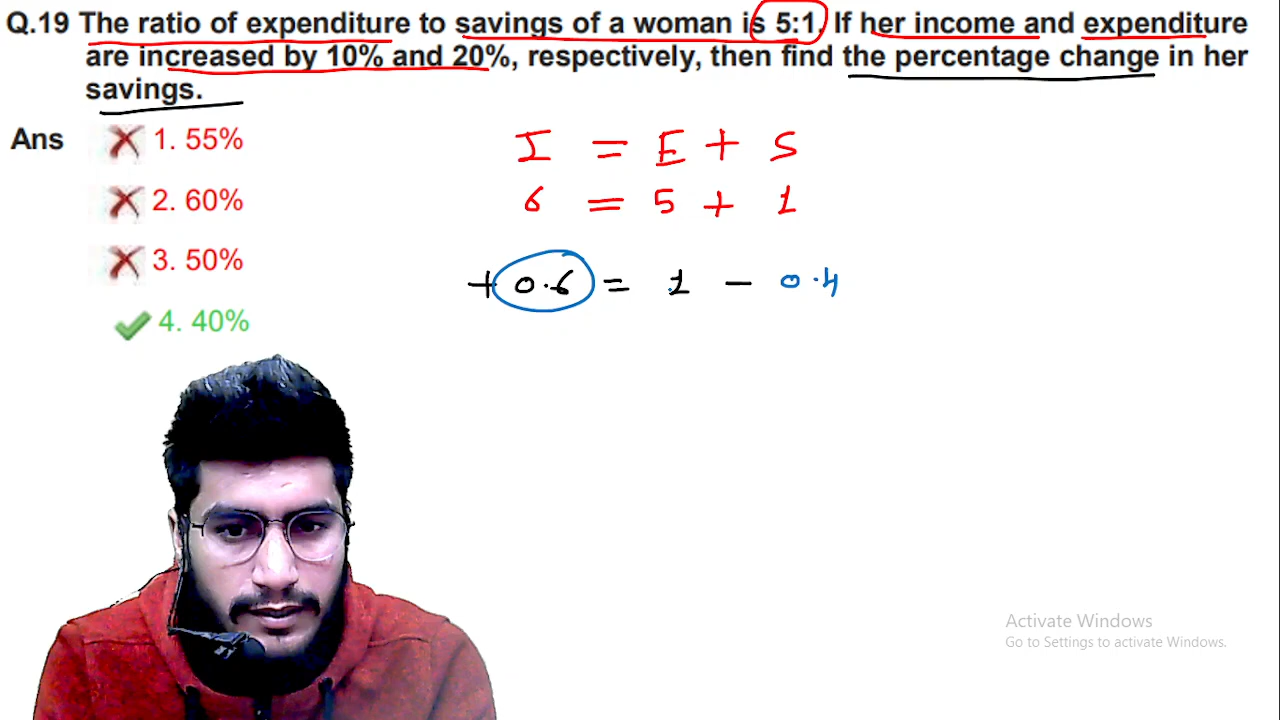 Q.19 The ratio of expenditure to savings of a woman is 5:1. If her income and expenditure
are increased by 10% and 20%, respectively, then find the percentage change in her
savings.
Ans
1. 55%
2. 60%
3. 50%
4. 40%
I = E + S
6 = 5 + 1
+ 0.6 = 1 - 0.4
Activate Windows
Go to Settings to activate Windows.